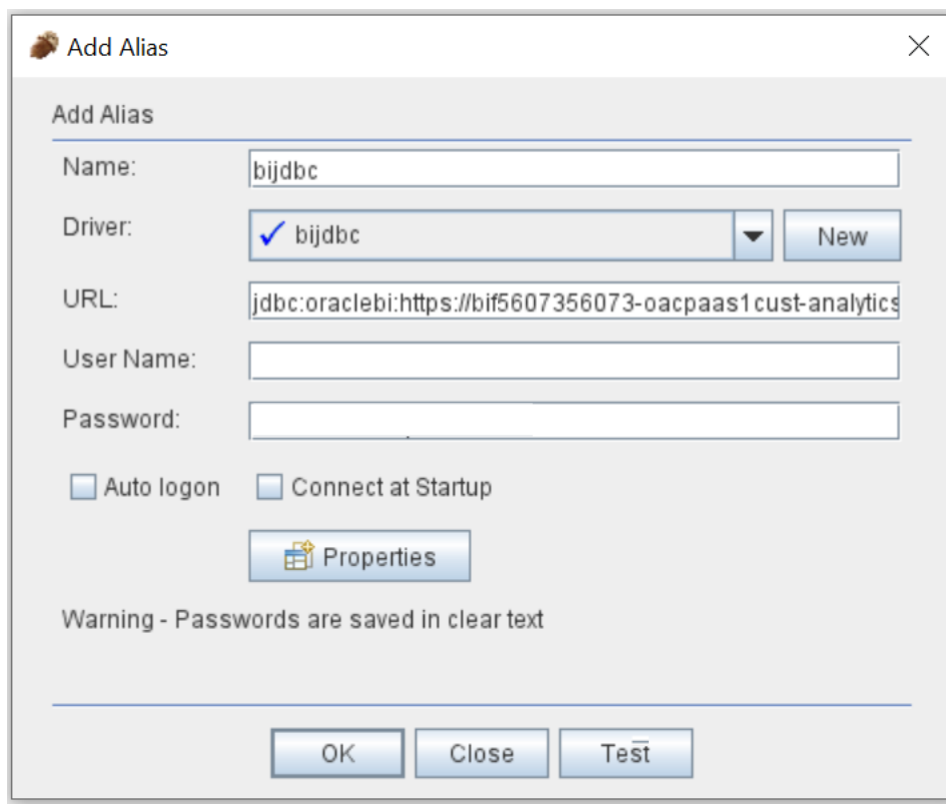 Add Alias
Add Alias
Name: bijdbc
Driver: bijdbc New
URL: jdbc:oraclebi:https://bif5607356073-oacpaas1cust-analytics
User Name:
Password:
Auto logon Connect at Startup
Properties
Warning - Passwords are saved in clear text
OK Close Test